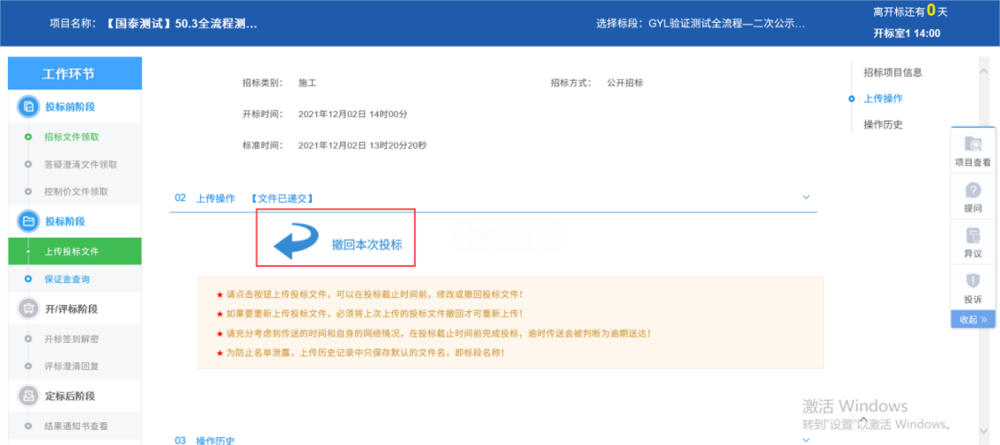 项目名称： 【国泰测试】50.3全流程测...
选择标段：GYL验证测试全流程—二次公示...
离开标还有0天
开标室1 14:00
工作环节
投标前阶段
招标文件领取
答疑澄清文件领取
控制价文件领取
投标阶段
上传投标文件
保证金查询
开/评标阶段
开标签到解密
评标澄清回复
定标后阶段
结果通知书查看
招标类别： 施工
招标方式： 公开招标
开标时间： 2021年12月02日 14时00分
标准时间： 2021年12月02日 13时20分20秒
02 上传操作 【文件已递交】
撤回本次投标
★ 请点击按钮上传投标文件，可以在投标截止时间前，修改或撤回投标文件！
★ 如果要重新上传投标文件，必须将上次上传的投标文件撤回才可重新上传！
★ 请充分考虑到传送的时间和自身的网络情况，在投标截止时间前完成投标，逾时传送会被判断为逾期送达！
★ 为防止名单泄露，上传历史记录中只保存默认的文件名，即标段名称！
03 操作历史
招标项目信息
上传操作
操作历史
项目查看
提问
异议
投诉
收起 »
激活 Windows
转到"设置"以激活 Windows。